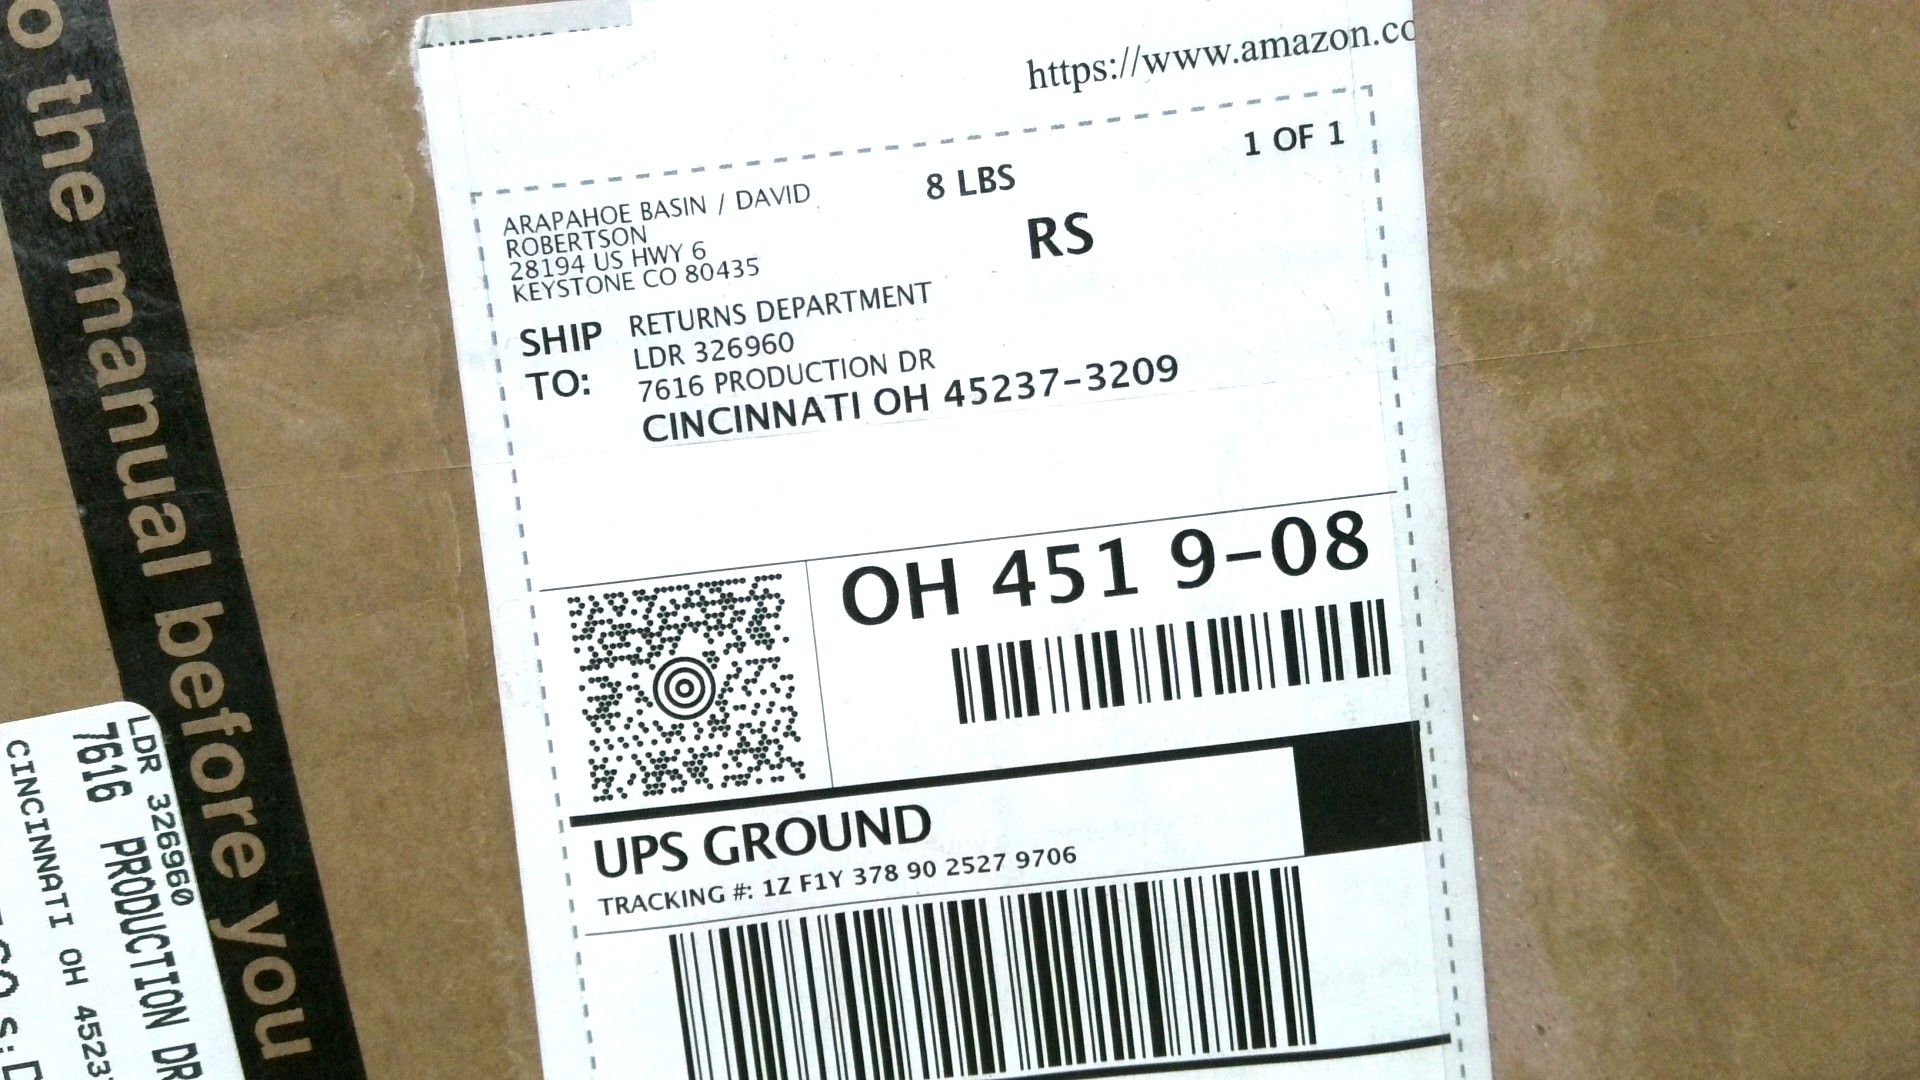 o the manual before you
https://www.amazon.co
1 OF 1
8 LBS
RS
ARAPAHOE BASIN / DAVID
ROBERTSON
28194 US HWY 6
KEYSTONE CO 80435
SHIP TO:
RETURNS DEPARTMENT
LDR 326960
7616 PRODUCTION DR
CINCINNATI OH 45237-3209
OH 451 9-08
UPS GROUND
TRACKING #: 1Z F1Y 378 90 2527 9706
LDR 326960
7616 PRODUCTION DR
CINCINNATI OH 4523